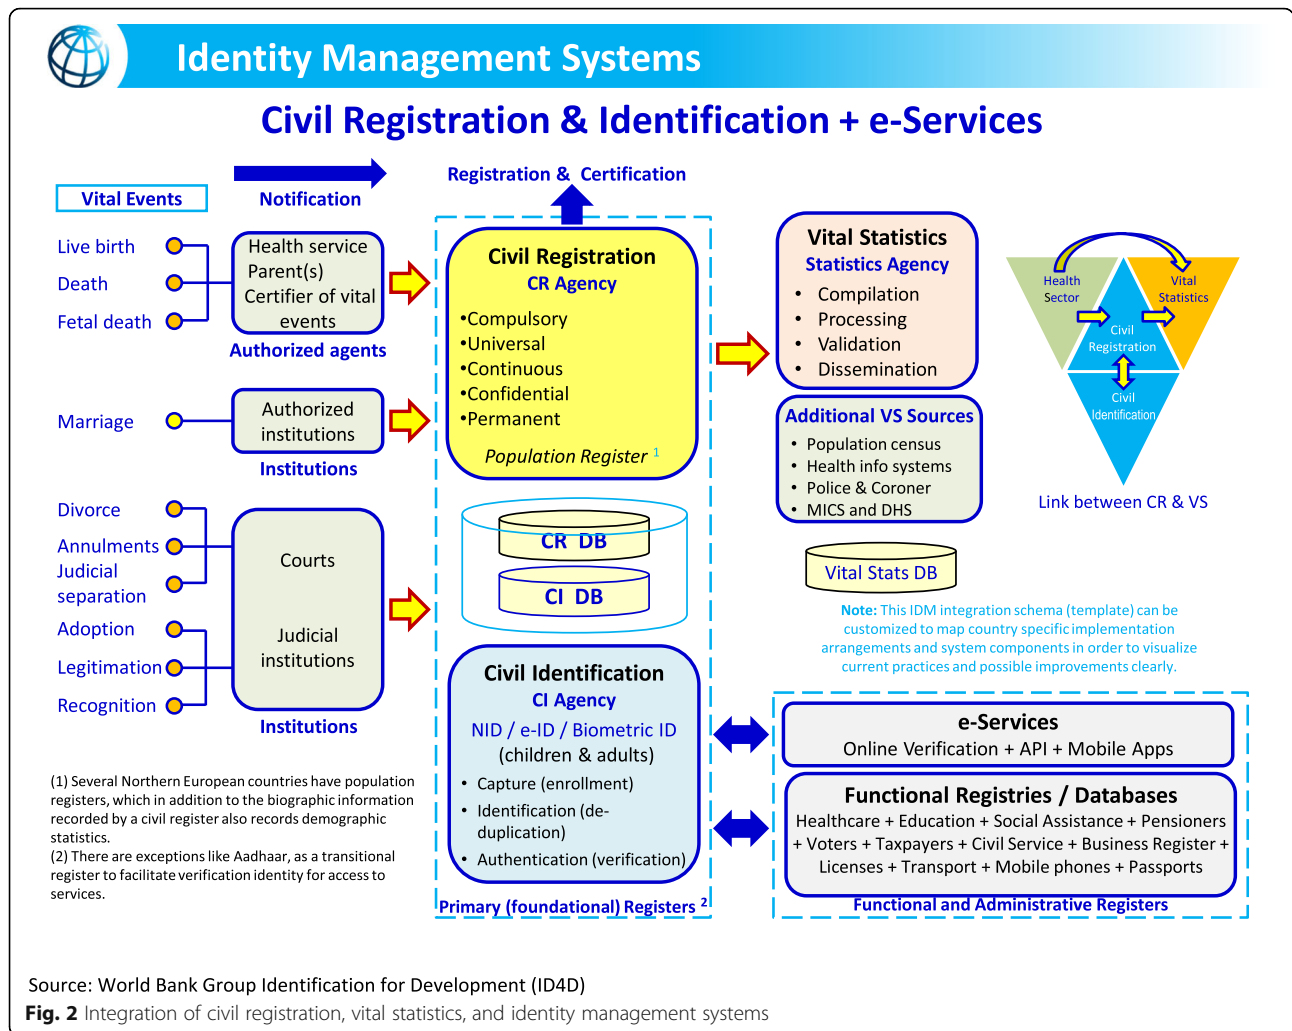 Identity Management Systems
Civil Registration & Identification + e-Services
Vital Events
Notification
Registration & Certification
Live birth
Death
Fetal death
Health service
Parent(s)
Certifier of vital
events
Authorized agents
Marriage
Authorized
institutions
Institutions
Divorce
Annulments
Judicial
separation
Adoption
Legitimation
Recognition
Courts
Judicial
institutions
Institutions
(1) Several Northern European countries have population
registers, which in addition to the biographic information
recorded by a civil register also records demographic
statistics.
(2) There are exceptions like Aadhaar, as a transitional
register to facilitate verification identity for access to
services.
Civil Registration
CR Agency
•Compulsory
•Universal
•Continuous
•Confidential
•Permanent
Population Register 1
CR DB
CI DB
Civil Identification
CI Agency
NID / e-ID / Biometric ID
(children & adults)
• Capture (enrollment)
• Identification (de-
duplication)
• Authentication (verification)
Primary (foundational) Registers 2
Vital Statistics
Statistics Agency
• Compilation
• Processing
• Validation
• Dissemination
Additional VS Sources
• Population census
• Health info systems
• Police & Coroner
• MICS and DHS
Vital Stats DB
Health
Sector
Vital
Statistics
Civil
Registration
Civil
Identification
Link between CR & VS
Note: This IDM integration schema (template) can be
customized to map country specific implementation
arrangements and system components in order to visualize
current practices and possible improvements clearly.
e-Services
Online Verification + API + Mobile Apps
Functional Registries / Databases
Healthcare + Education + Social Assistance + Pensioners
+ Voters + Taxpayers + Civil Service + Business Register +
Licenses + Transport + Mobile phones + Passports
Functional and Administrative Registers
Source: World Bank Group Identification for Development (ID4D)
Fig. 2 Integration of civil registration, vital statistics, and identity management systems